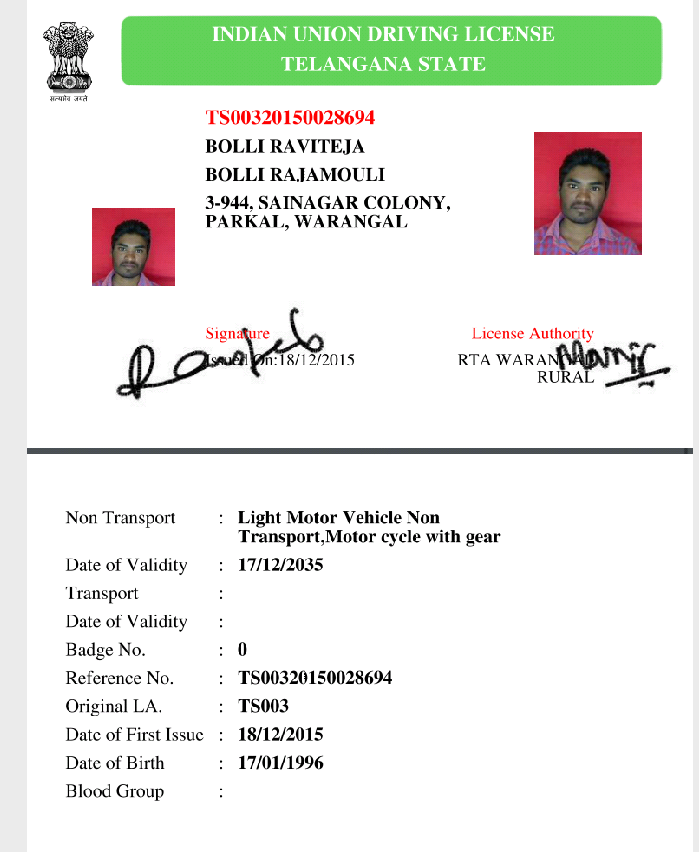 INDIAN UNION DRIVING LICENSE
TELANGANA STATE
सत्यमेव जयते
TS00320150028694
BOLLI RAVITEJA
BOLLI RAJAMOULI
3-944, SAINAGAR COLONY,
PARKAL, WARANGAL
Signature
Issued On:18/12/2015
License Authority
RTA WARANGAL
RURAL
Non Transport : Light Motor Vehicle Non
Transport,Motor cycle with gear
Date of Validity : 17/12/2035
Transport :
Date of Validity :
Badge No. : 0
Reference No. : TS00320150028694
Original LA. : TS003
Date of First Issue : 18/12/2015
Date of Birth : 17/01/1996
Blood Group :